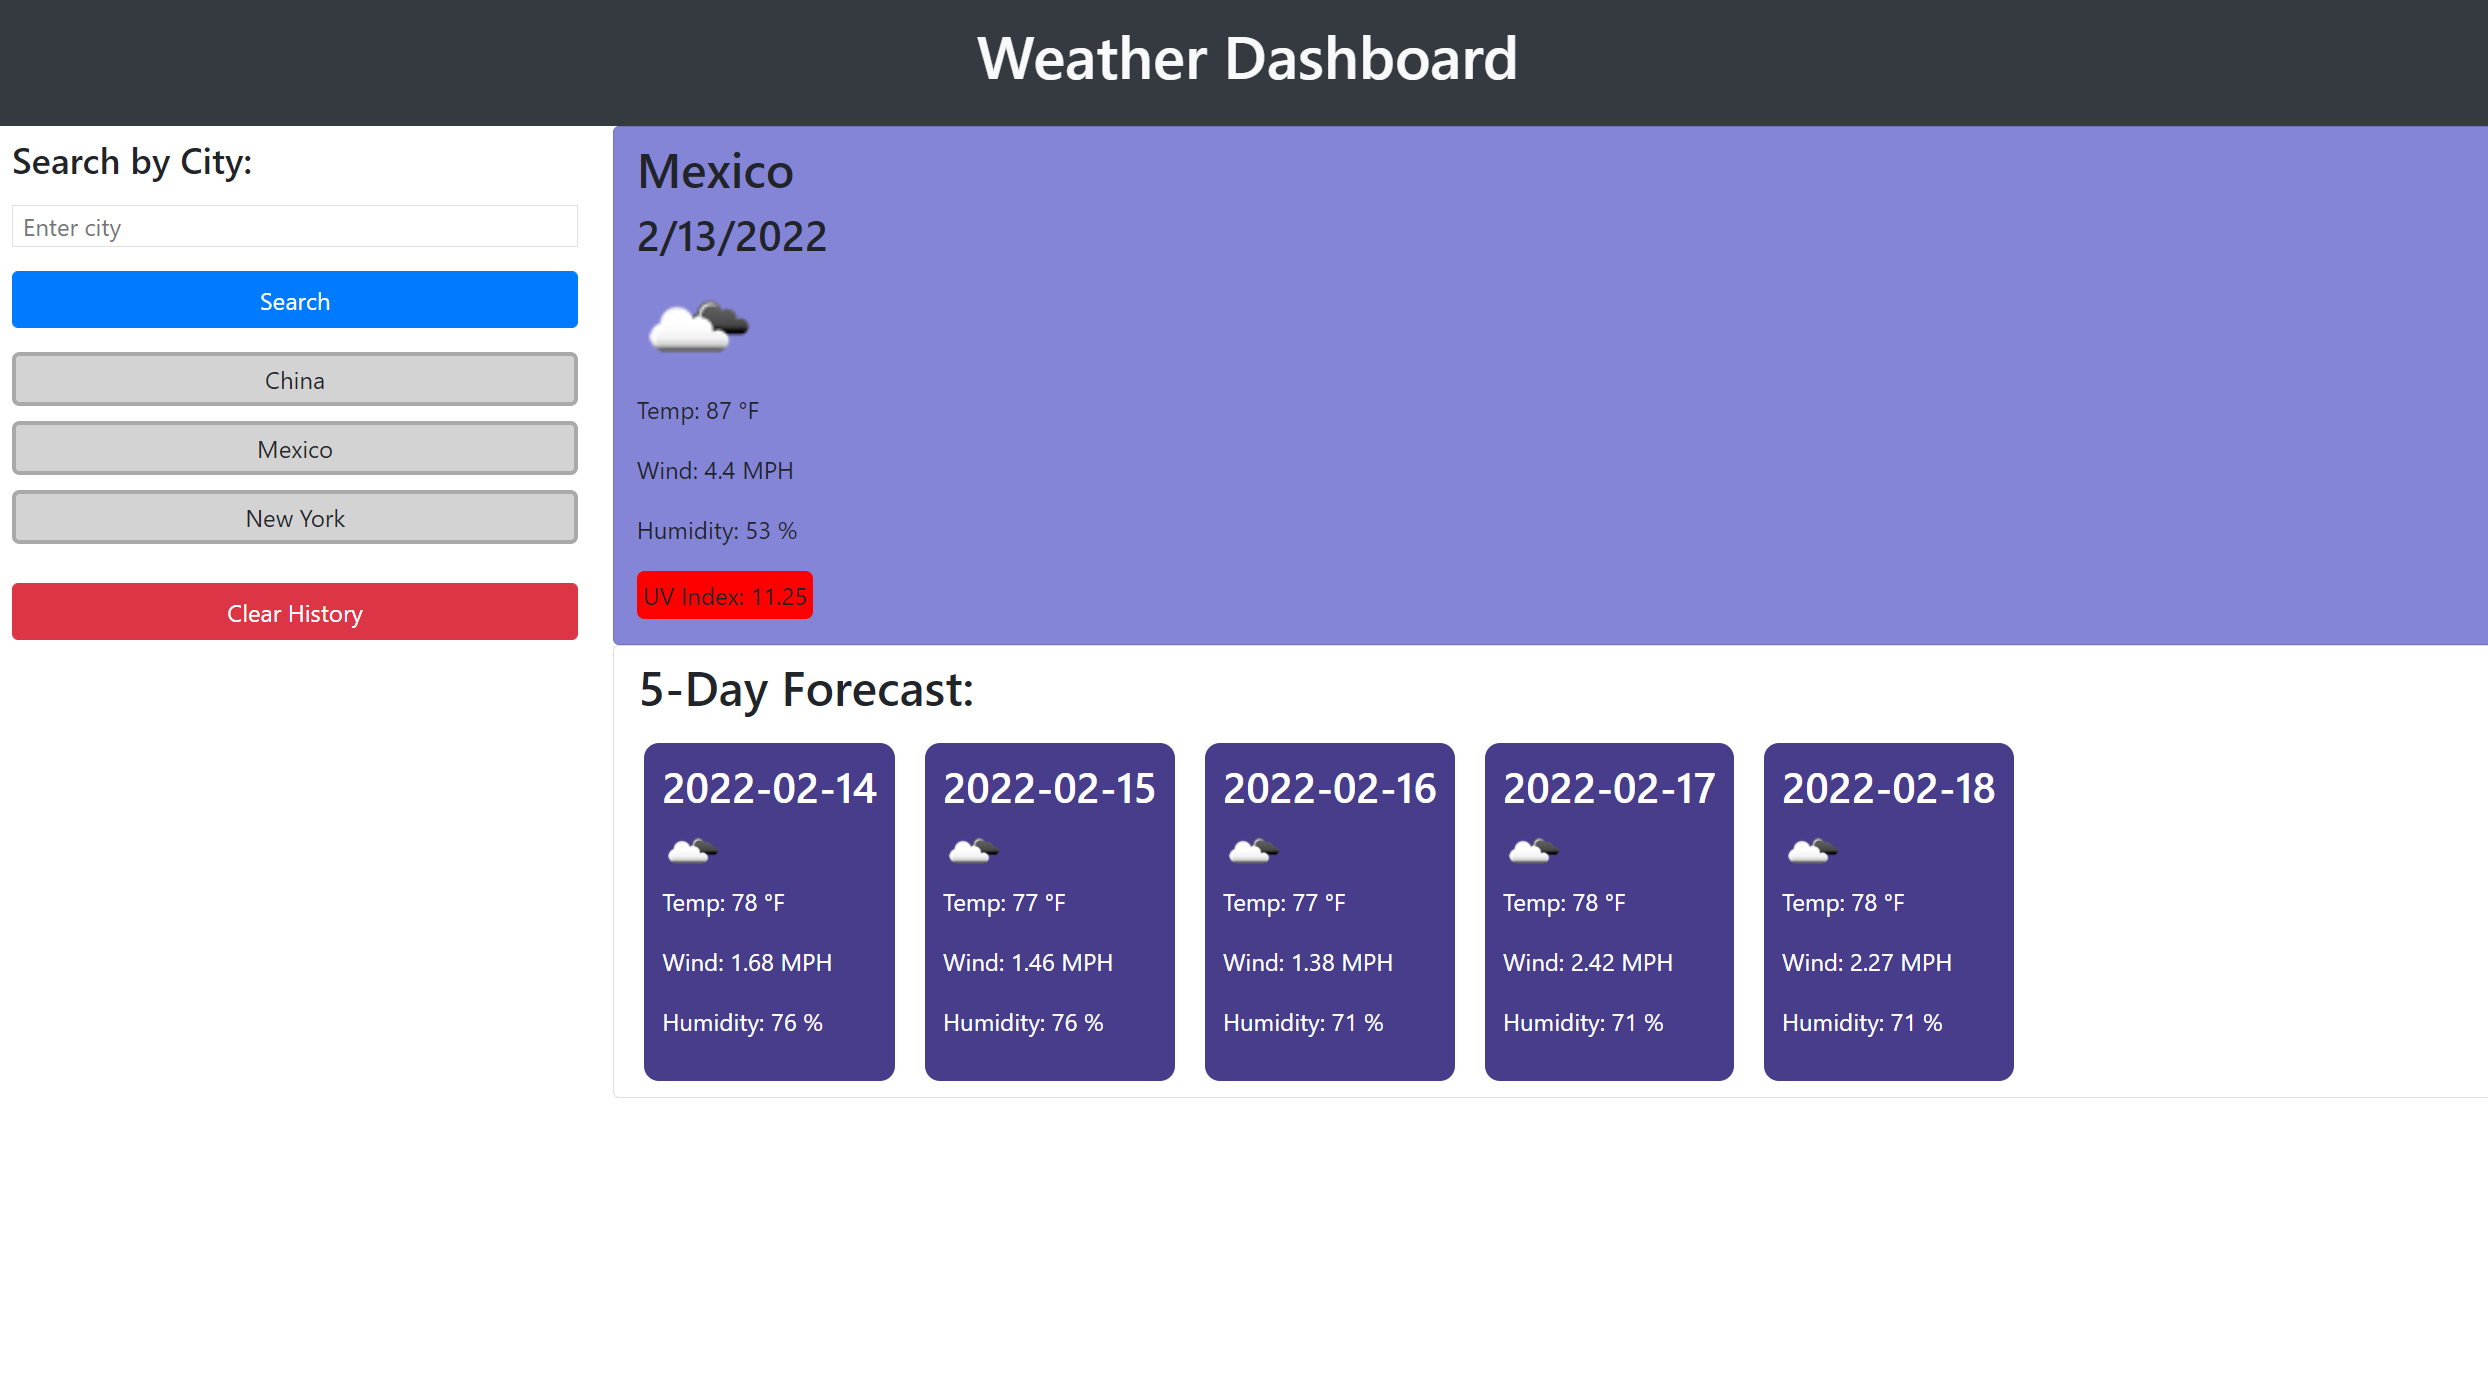 Weather Dashboard
Search by City:
Enter city
Search
China
Mexico
New York
Clear History
Mexico
2/13/2022
Temp: 87 °F
Wind: 4.4 MPH
Humidity: 53 %
UV Index: 11.25
5-Day Forecast:
2022-02-14
Temp: 78 °F
Wind: 1.68 MPH
Humidity: 76 %
2022-02-15
Temp: 77 °F
Wind: 1.46 MPH
Humidity: 76 %
2022-02-16
Temp: 77 °F
Wind: 1.38 MPH
Humidity: 71 %
2022-02-17
Temp: 78 °F
Wind: 2.42 MPH
Humidity: 71 %
2022-02-18
Temp: 78 °F
Wind: 2.27 MPH
Humidity: 71 %